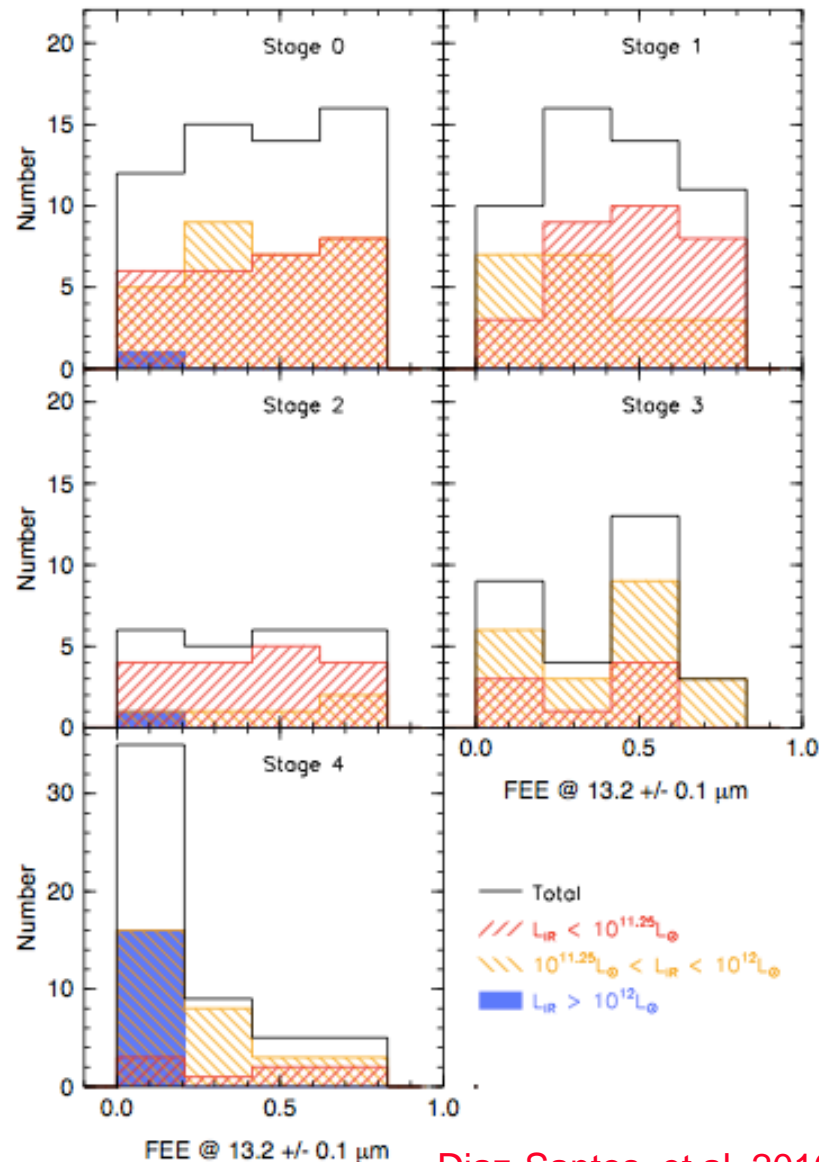 Stage 0
Stage 1
20
15
10
5
0
Number
Stage 2
Stage 3
20
15
10
5
0
Number
0.0 0.5 1.0
FEE @ 13.2 +/- 0.1 μm
Stage 4
30
20
10
0
Number
0.0 0.5 1.0
FEE @ 13.2 +/- 0.1 μm
Total
L_IR < 10^11.25 L_⊙
10^11.25 L_⊙ < L_IR < 10^12 L_⊙
L_IR > 10^12 L_⊙